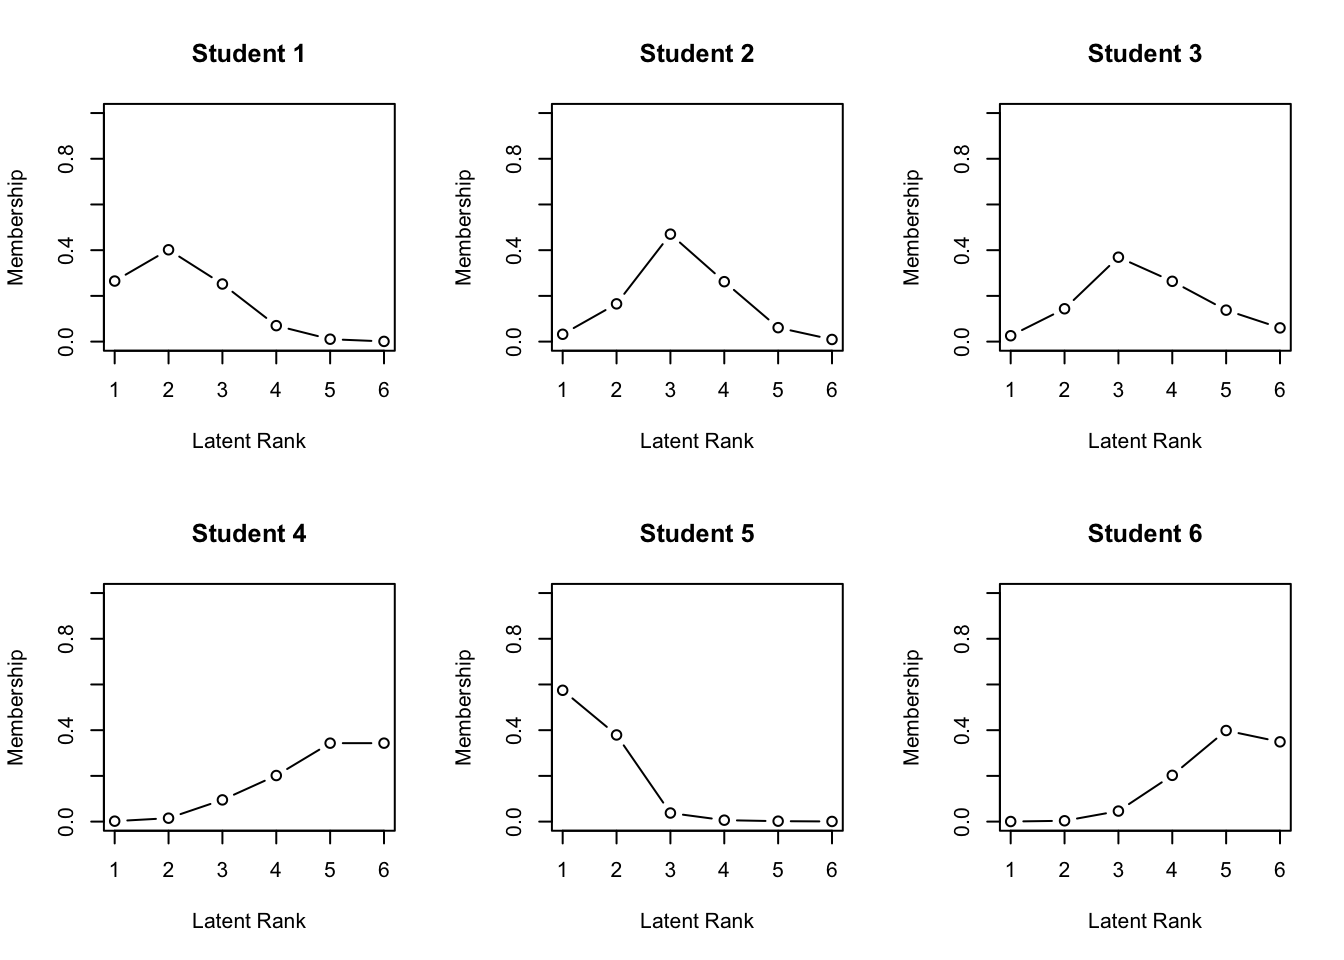 Student 1
Membership
0.0 0.4 0.8
1 2 3 4 5 6
Latent Rank
Student 2
Membership
0.0 0.4 0.8
1 2 3 4 5 6
Latent Rank
Student 3
Membership
0.0 0.4 0.8
1 2 3 4 5 6
Latent Rank
Student 4
Membership
0.0 0.4 0.8
1 2 3 4 5 6
Latent Rank
Student 5
Membership
0.0 0.4 0.8
1 2 3 4 5 6
Latent Rank
Student 6
Membership
0.0 0.4 0.8
1 2 3 4 5 6
Latent Rank